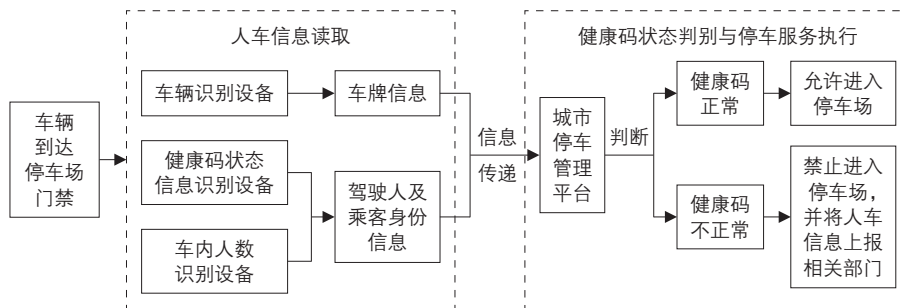 人车信息读取
健康码状态判别与停车服务执行
车辆
到达
停车场
门禁
车辆识别设备
车牌信息
健康码状态
信息识别设备
车内人数
识别设备
驾驶人及
乘客身份
信息
信息
传递
城市
停车
管理
平台
判断
健康码
正常
允许进入
停车场
健康码
不正常
禁止进入
停车场，
并将人车
信息上报
相关部门